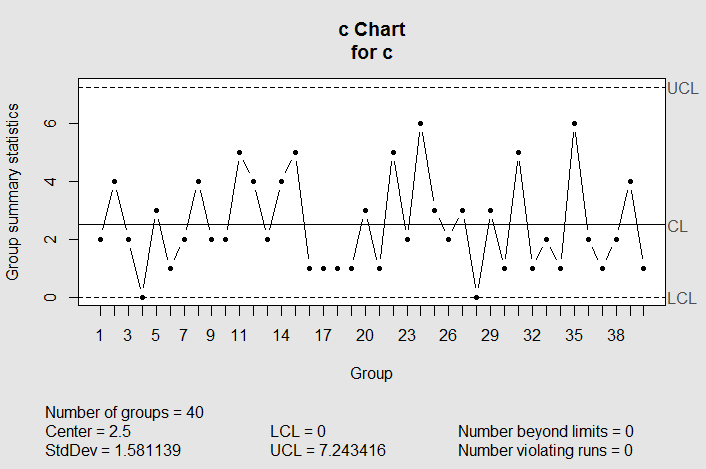 c Chart
for c
Group summary statistics
6
4
2
0
UCL
CL
LCL
1 3 5 7 9 11 14 17 20 23 26 29 32 35 38
Group
Number of groups = 40
Center = 2.5 LCL = 0 Number beyond limits = 0
StdDev = 1.581139 UCL = 7.243416 Number violating runs = 0